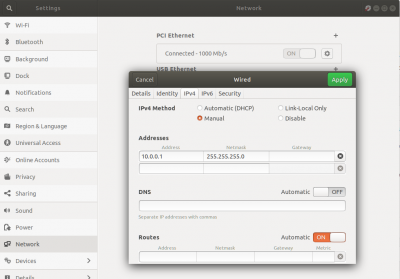 Settings
Network
Wi-Fi
Bluetooth
Background
Dock
Notifications
Search
Region & Language
Universal Access
Online Accounts
Privacy
Sharing
Sound
Power
Network
Devices
Details
PCI Ethernet
Connected - 1000 Mb/s
ON
USB Ethernet
Cancel
Wired
Apply
Details Identity IPv4 IPv6 Security
IPv4 Method
Automatic (DHCP)
Link-Local Only
Manual
Disable
Addresses
Address Netmask Gateway
10.0.0.1 255.255.255.0
DNS
Automatic OFF
Separate IP addresses with commas
Routes
Automatic ON
Address Netmask Gateway Metric